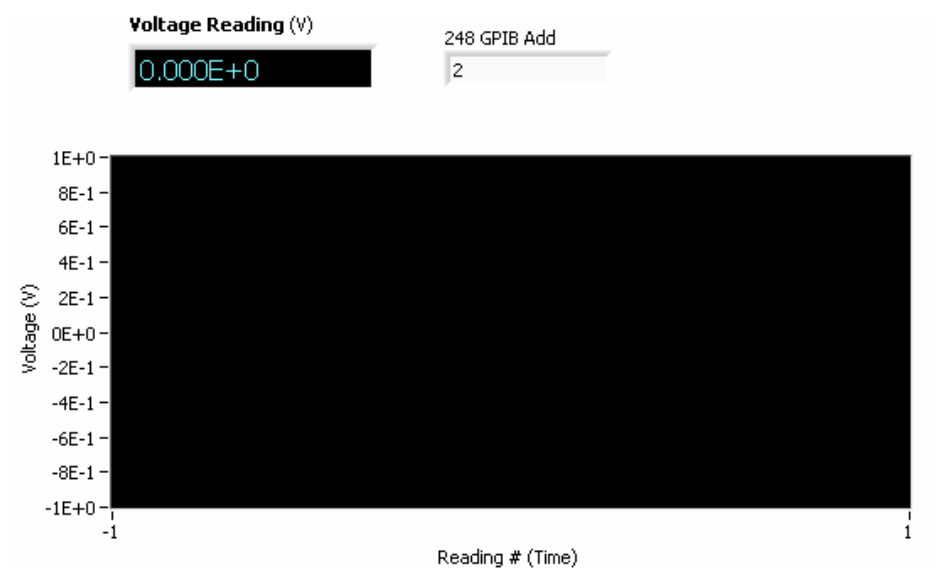 Voltage Reading (V)
248 GPIB Add
0.000E+0
2
1E+0
8E-1
6E-1
4E-1
2E-1
0E+0
-2E-1
-4E-1
-6E-1
-8E-1
-1E+0
Voltage (V)
-1
1
Reading # (Time)